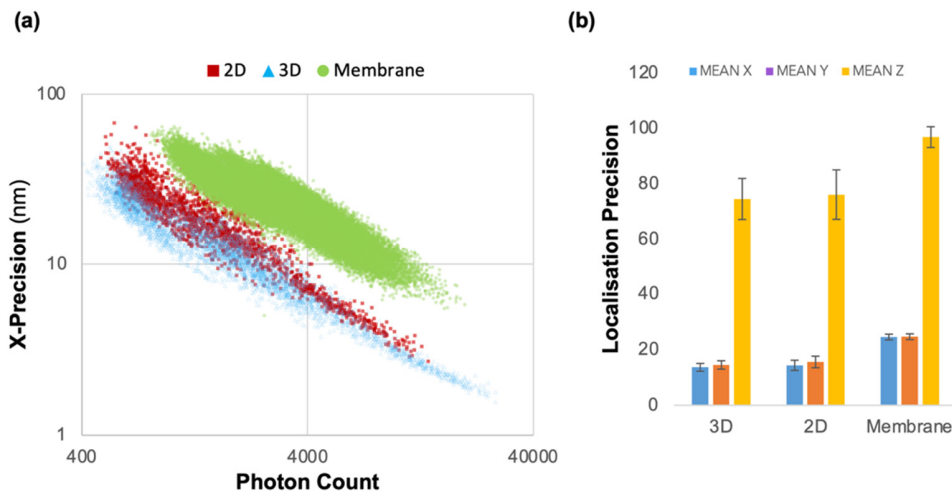 (a)
2D 3D Membrane
100
10
1
X-Precision (nm)
400 4000 40000
Photon Count
(b)
MEAN X MEAN Y MEAN Z
120
100
80
60
40
20
0
Localisation Precision
3D 2D Membrane